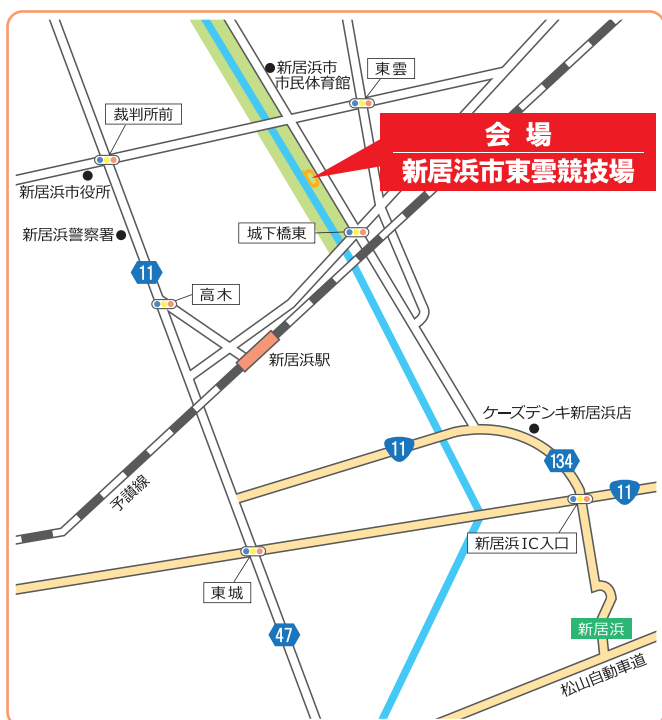 新居浜市
市民体育館
東雲
裁判所前
会場
新居浜市東雲競技場
新居浜市役所
新居浜警察署
城下橋東
11
高木
新居浜駅
ケーズデンキ新居浜店
11
134
11
予讃線
新居浜IC入口
東城
新居浜
47
松山自動車道